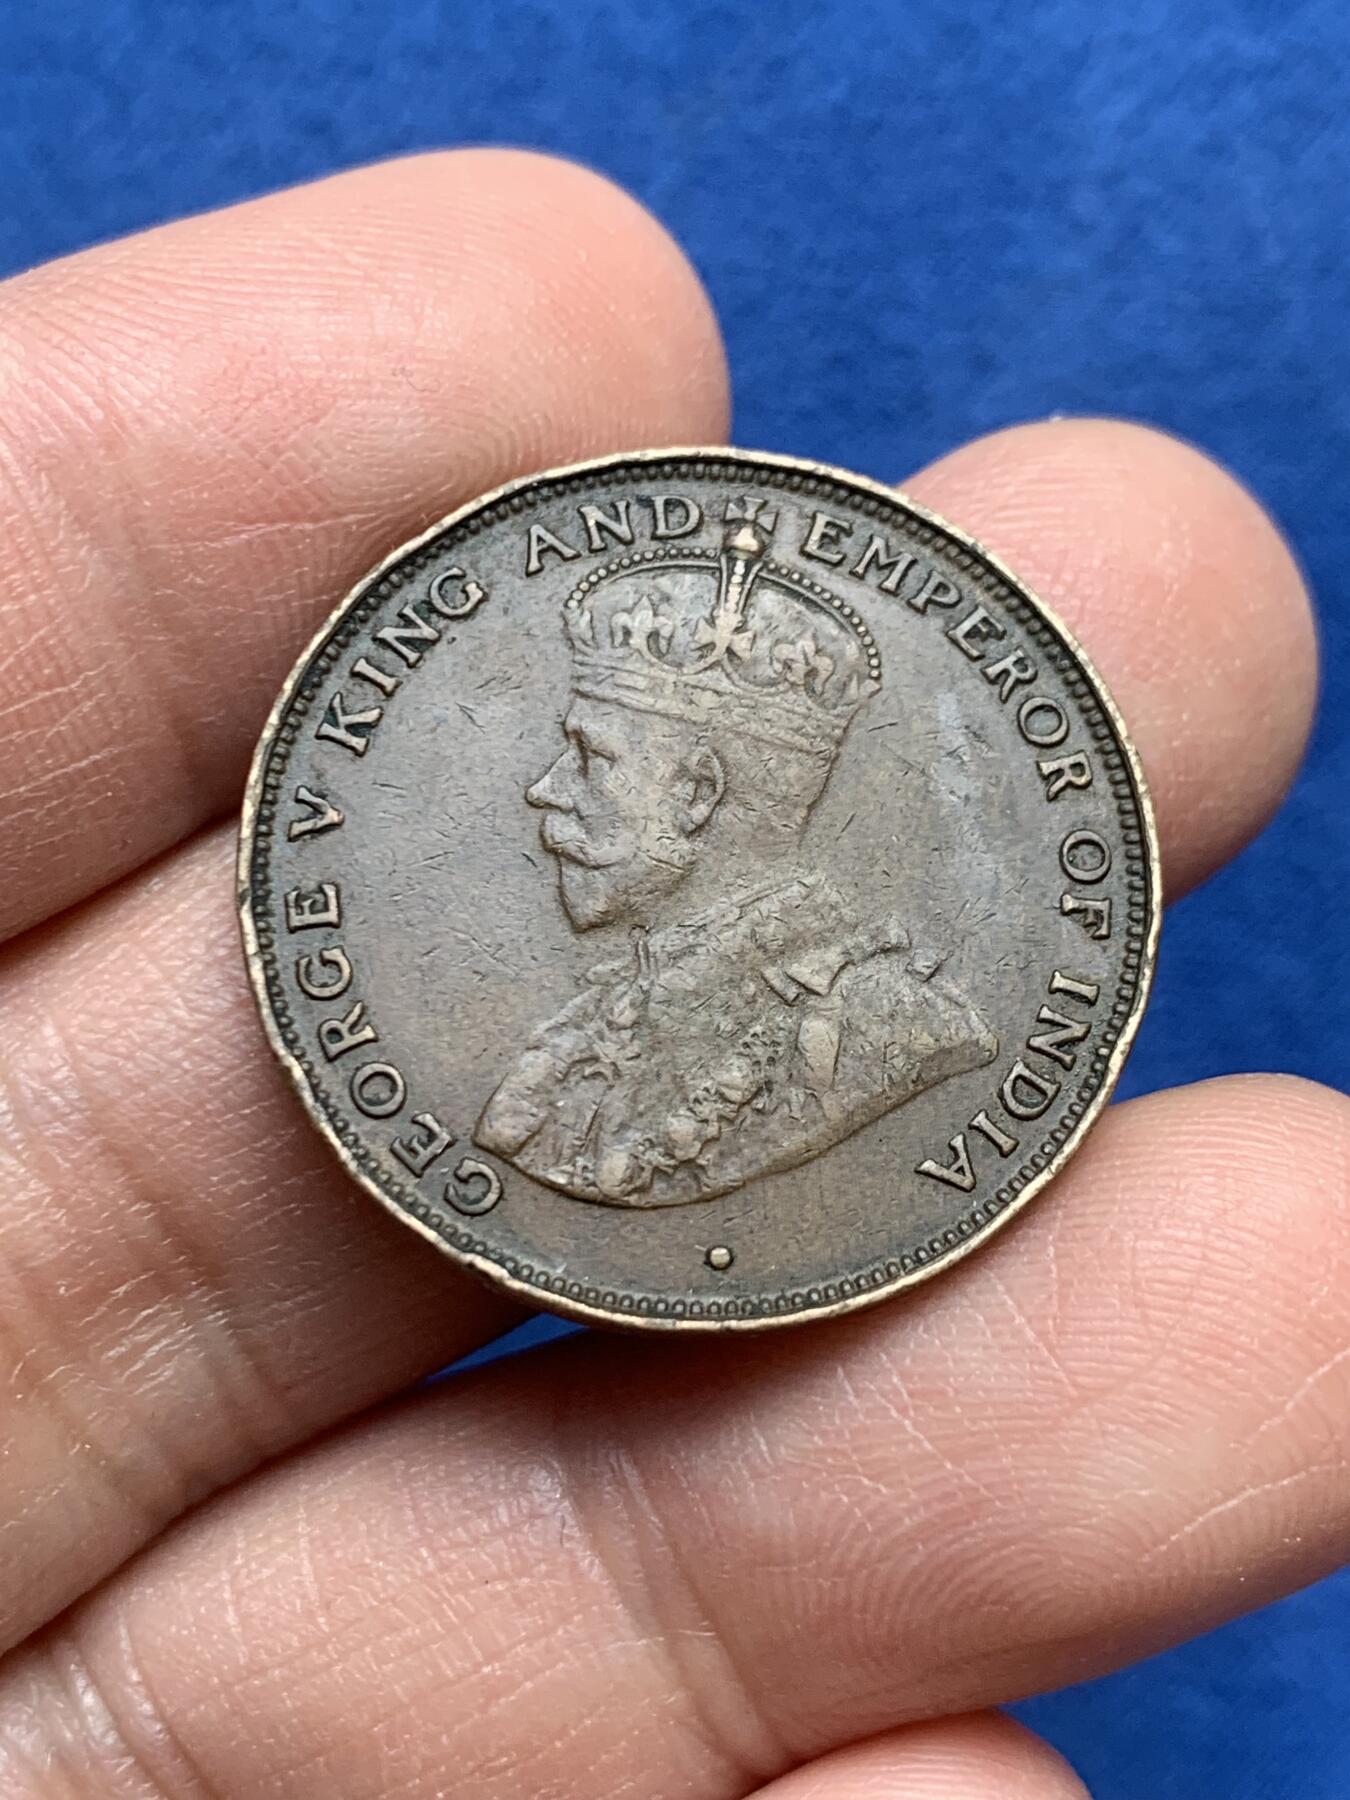 GEORGE V KING AND EMPEROR OF INDIA